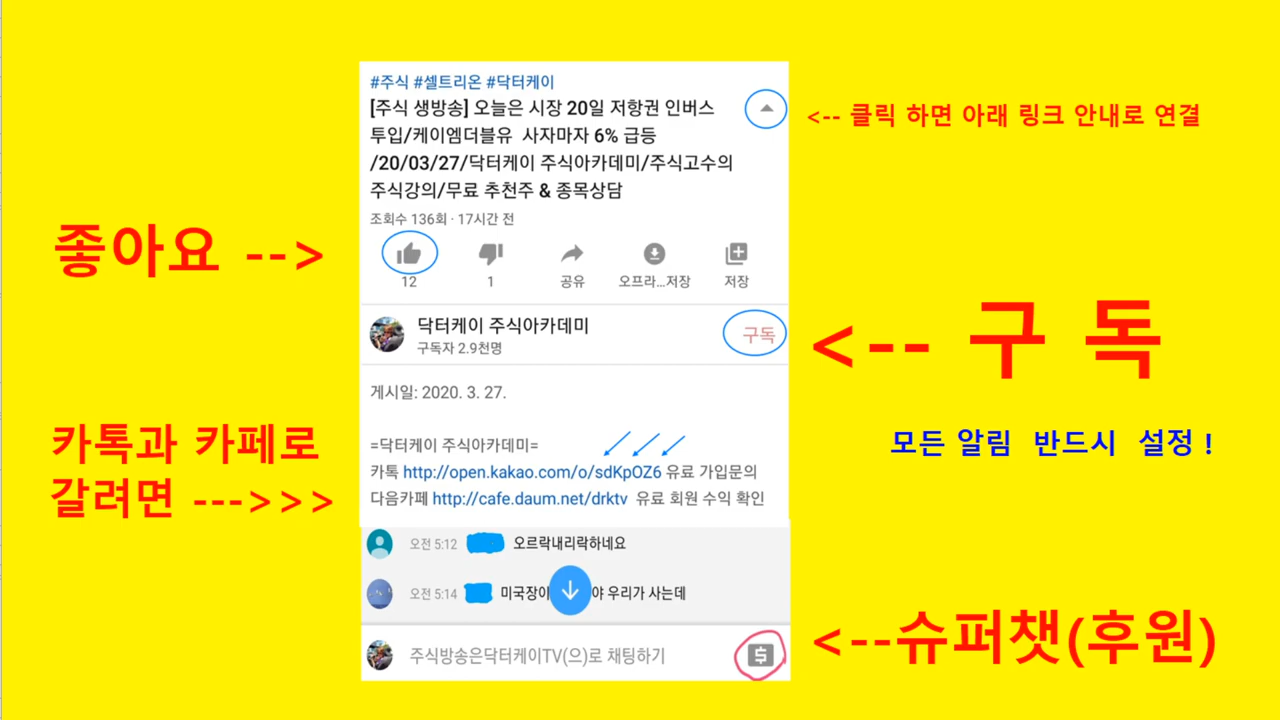 #주식 #셀트리온 #닥터케이
[주식 생방송] 오늘은 시장 20일 저항권 인버스
투입/케이엠더블유 사자마자 6% 급등
/20/03/27/닥터케이 주식아카데미/주식고수의
주식강의/무료 추천주 & 종목상담
조회수 136회 · 17시간 전
<-- 클릭 하면 아래 링크 안내로 연결
좋아요 -->
12
1
공유
오프라...저장
저장
닥터케이 주식아카데미
구독자 2.9천명
구독
<-- 구 독
게시일: 2020. 3. 27.
모든 알림 반드시 설정 !
카톡과 카페로
갈려면 --->>>
=닥터케이 주식아카데미=
카톡 http://open.kakao.com/o/sdKpOZ6 유료 가입문의
다음카페 http://cafe.daum.net/drktv 유료 회원 수익 확인
오전 5:12 오르락내리락하네요
오전 5:14 미국장이 야 우리가 사는데
주식방송은닥터케이TV(으)로 채팅하기
<--슈퍼챗(후원)